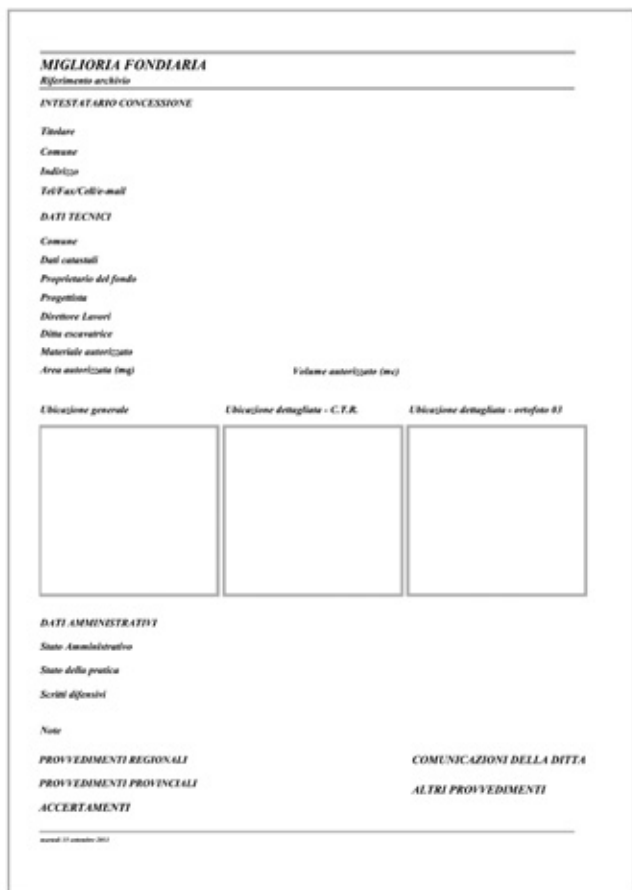 MIGLIORIA FONDIARIA
Riferimento archivio
INTESTATARIO CONCESSIONE
Titolare
Comune
Indirizzo
Tel/Fax/Cell/e-mail
DATI TECNICI
Comune
Dati catastali
Proprietario del fondo
Progettista
Direttore Lavori
Ditta escavatrice
Materiale autorizzato
Area autorizzata (mq) Volume autorizzato (mc)
Ubicazione generale Ubicazione dettagliata - C.T.R. Ubicazione dettagliata - ortofoto 03
DATI AMMINISTRATIVI
Stato Amministrativo
Stato della pratica
Scritti difensivi
Note
PROVVEDIMENTI REGIONALI COMUNICAZIONI DELLA DITTA
PROVVEDIMENTI PROVINCIALI ALTRI PROVVEDIMENTI
ACCERTAMENTI